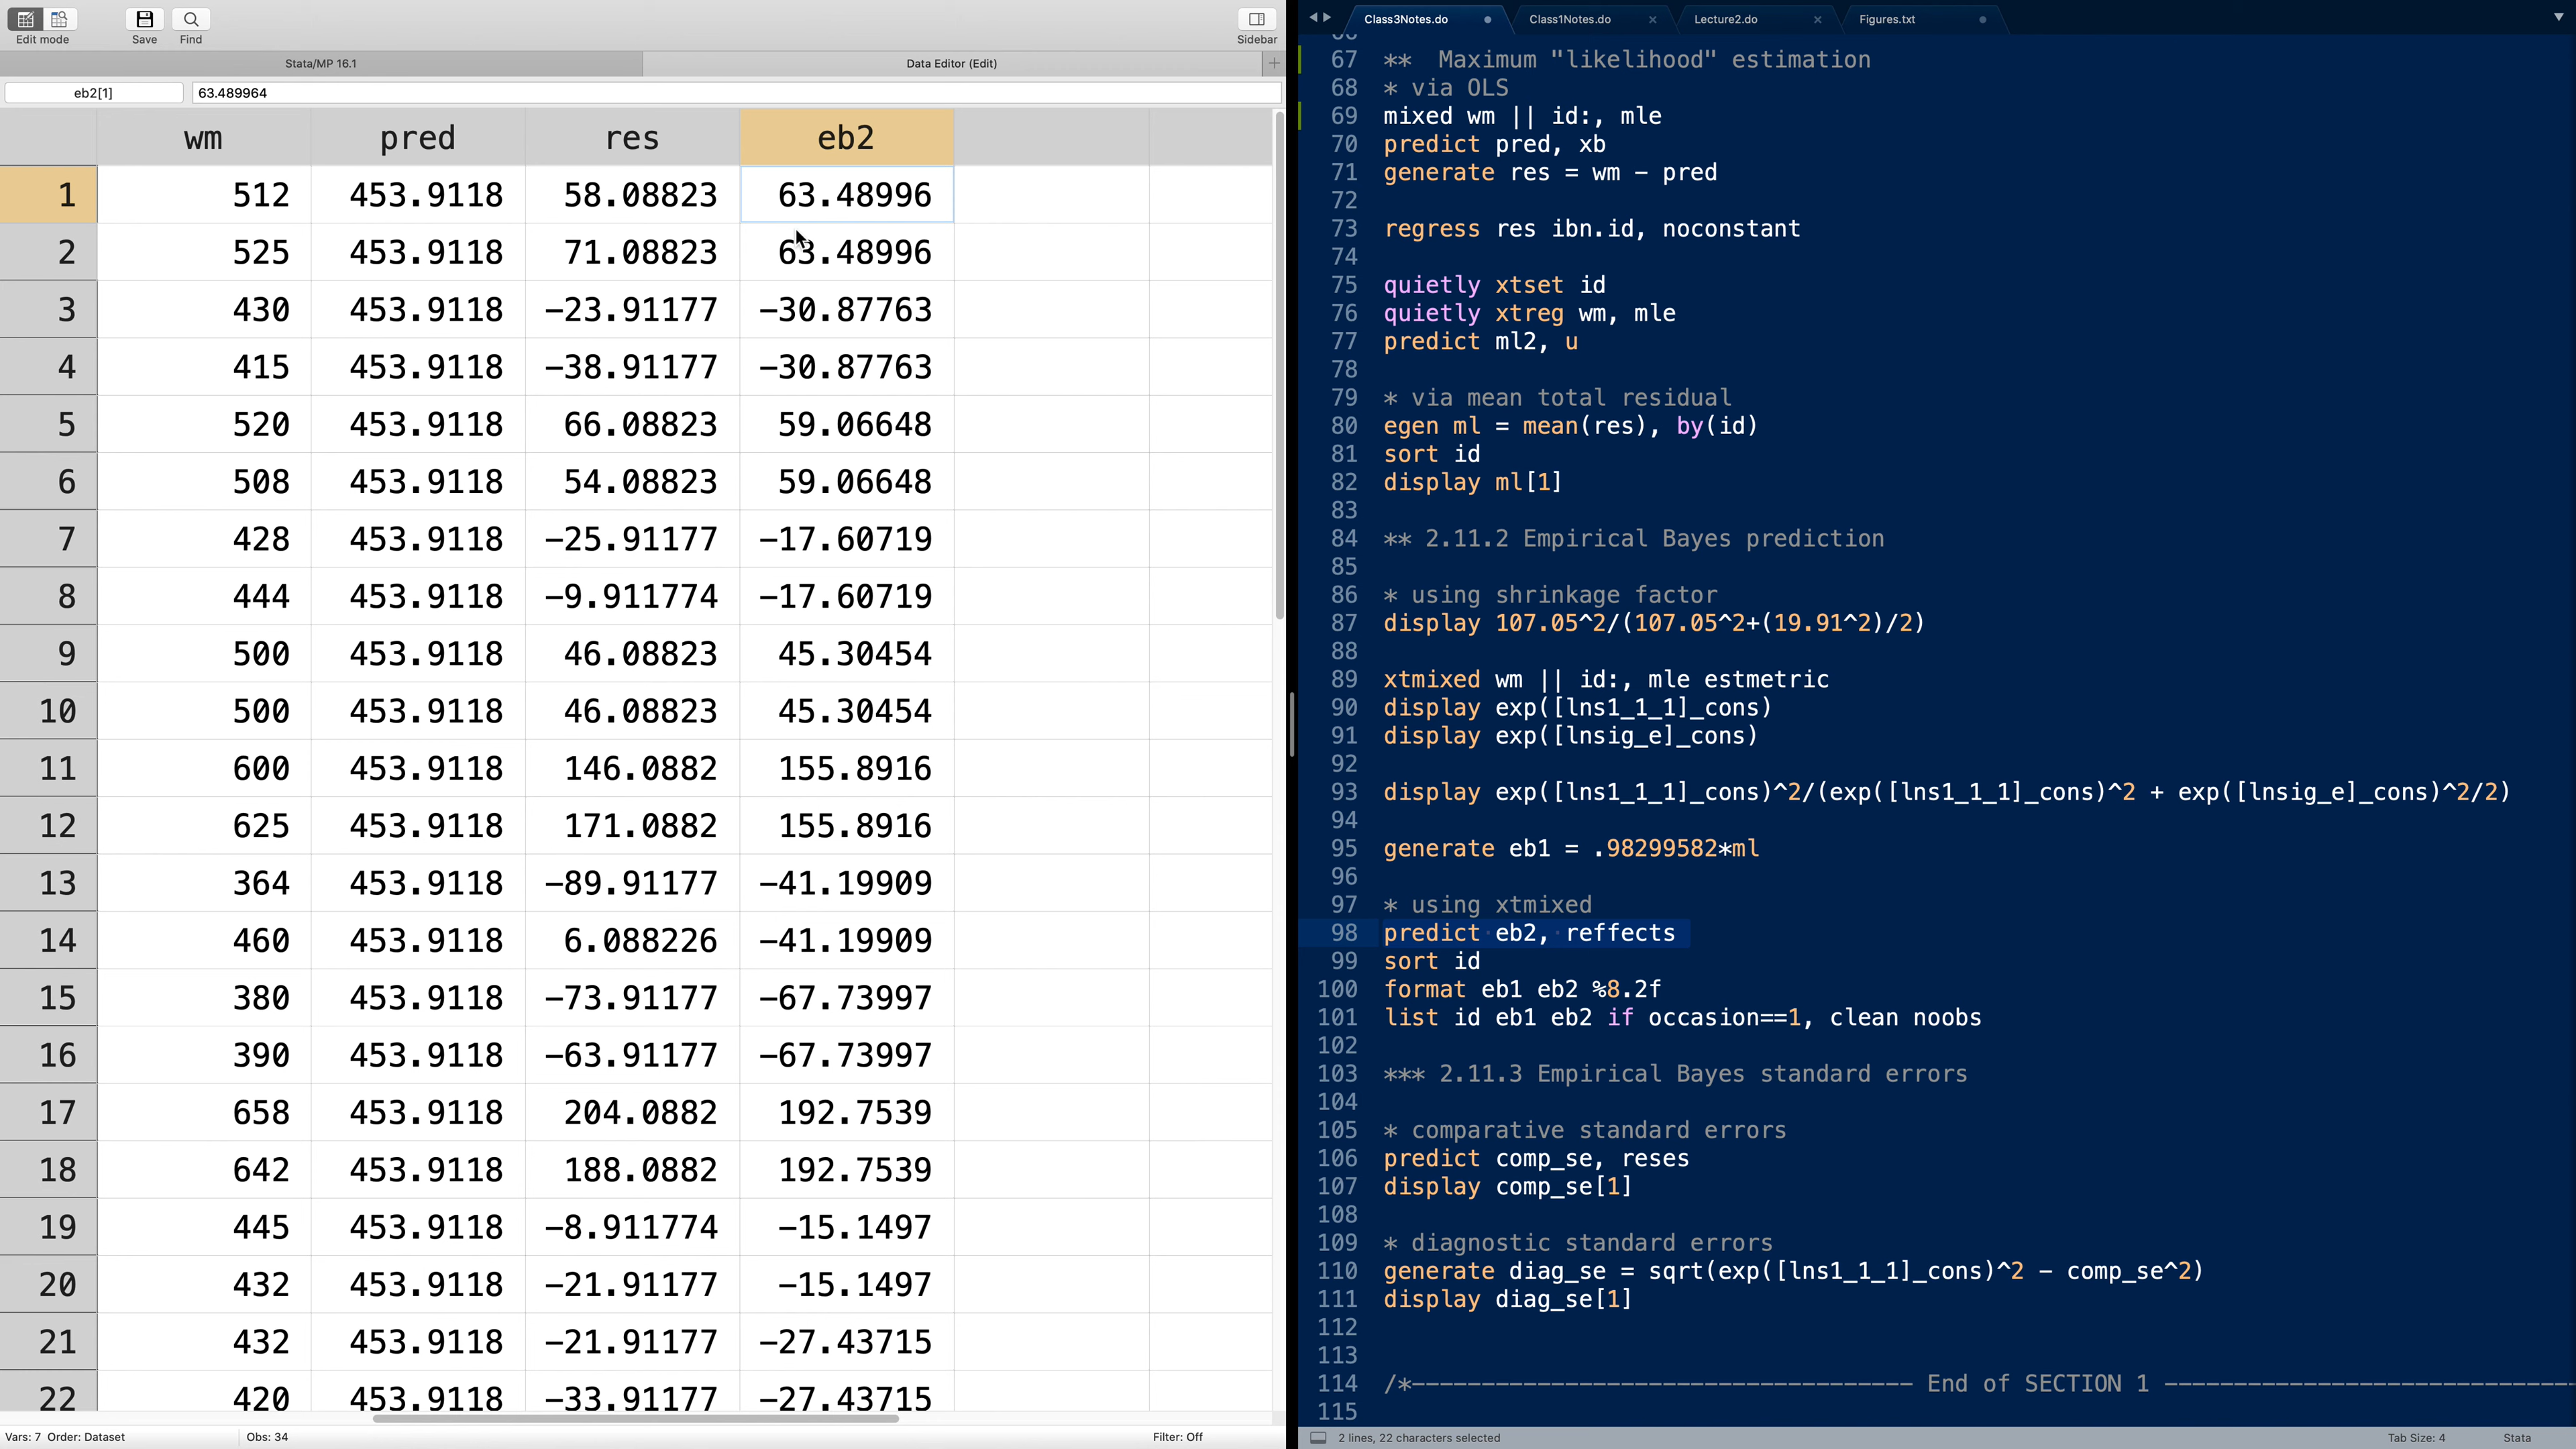 Edit mode
Save
Find
Sidebar
Stata/MP 16.1
Data Editor (Edit)
eb2[1]
63.489964
wm pred res eb2
1 512 453.9118 58.08823 63.48996
2 525 453.9118 71.08823 63.48996
3 430 453.9118 -23.91177 -30.87763
4 415 453.9118 -38.91177 -30.87763
5 520 453.9118 66.08823 59.06648
6 508 453.9118 54.08823 59.06648
7 428 453.9118 -25.91177 -17.60719
8 444 453.9118 -9.911774 -17.60719
9 500 453.9118 46.08823 45.30454
10 500 453.9118 46.08823 45.30454
11 600 453.9118 146.0882 155.8916
12 625 453.9118 171.0882 155.8916
13 364 453.9118 -89.91177 -41.19909
14 460 453.9118 6.088226 -41.19909
15 380 453.9118 -73.91177 -67.73997
16 390 453.9118 -63.91177 -67.73997
17 658 453.9118 204.0882 192.7539
18 642 453.9118 188.0882 192.7539
19 445 453.9118 -8.911774 -15.1497
20 432 453.9118 -21.91177 -15.1497
21 432 453.9118 -21.91177 -27.43715
22 420 453.9118 -33.91177 -27.43715
Vars: 7 Order: Dataset
Obs: 34
Filter: Off
Class3Notes.do
Class1Notes.do
Lecture2.do
Figures.txt
67 ** Maximum "likelihood" estimation
68 * via OLS
69 mixed wm || id:, mle
70 predict pred, xb
71 generate res = wm - pred
72
73 regress res ibn.id, noconstant
74
75 quietly xtset id
76 quietly xtreg wm, mle
77 predict ml2, u
78
79 * via mean total residual
80 egen ml = mean(res), by(id)
81 sort id
82 display ml[1]
83
84 ** 2.11.2 Empirical Bayes prediction
85
86 * using shrinkage factor
87 display 107.05^2/(107.05^2+(19.91^2)/2)
88
89 xtmixed wm || id:, mle estmetric
90 display exp([lns1_1_1]_cons)
91 display exp([lnsig_e]_cons)
92
93 display exp([lns1_1_1]_cons)^2/(exp([lns1_1_1]_cons)^2 + exp([lnsig_e]_cons)^2/2)
94
95 generate eb1 = .98299582*ml
96
97 * using xtmixed
98 predict eb2, reffects
99 sort id
100 format eb1 eb2 %8.2f
101 list id eb1 eb2 if occasion==1, clean noobs
102
103 *** 2.11.3 Empirical Bayes standard errors
104
105 * comparative standard errors
106 predict comp_se, reses
107 display comp_se[1]
108
109 * diagnostic standard errors
110 generate diag_se = sqrt(exp([lns1_1_1]_cons)^2 - comp_se^2)
111 display diag_se[1]
112
113
114 /*------------------------------------ End of SECTION 1 ------------------------------
115
2 lines, 22 characters selected
Tab Size: 4
Stata